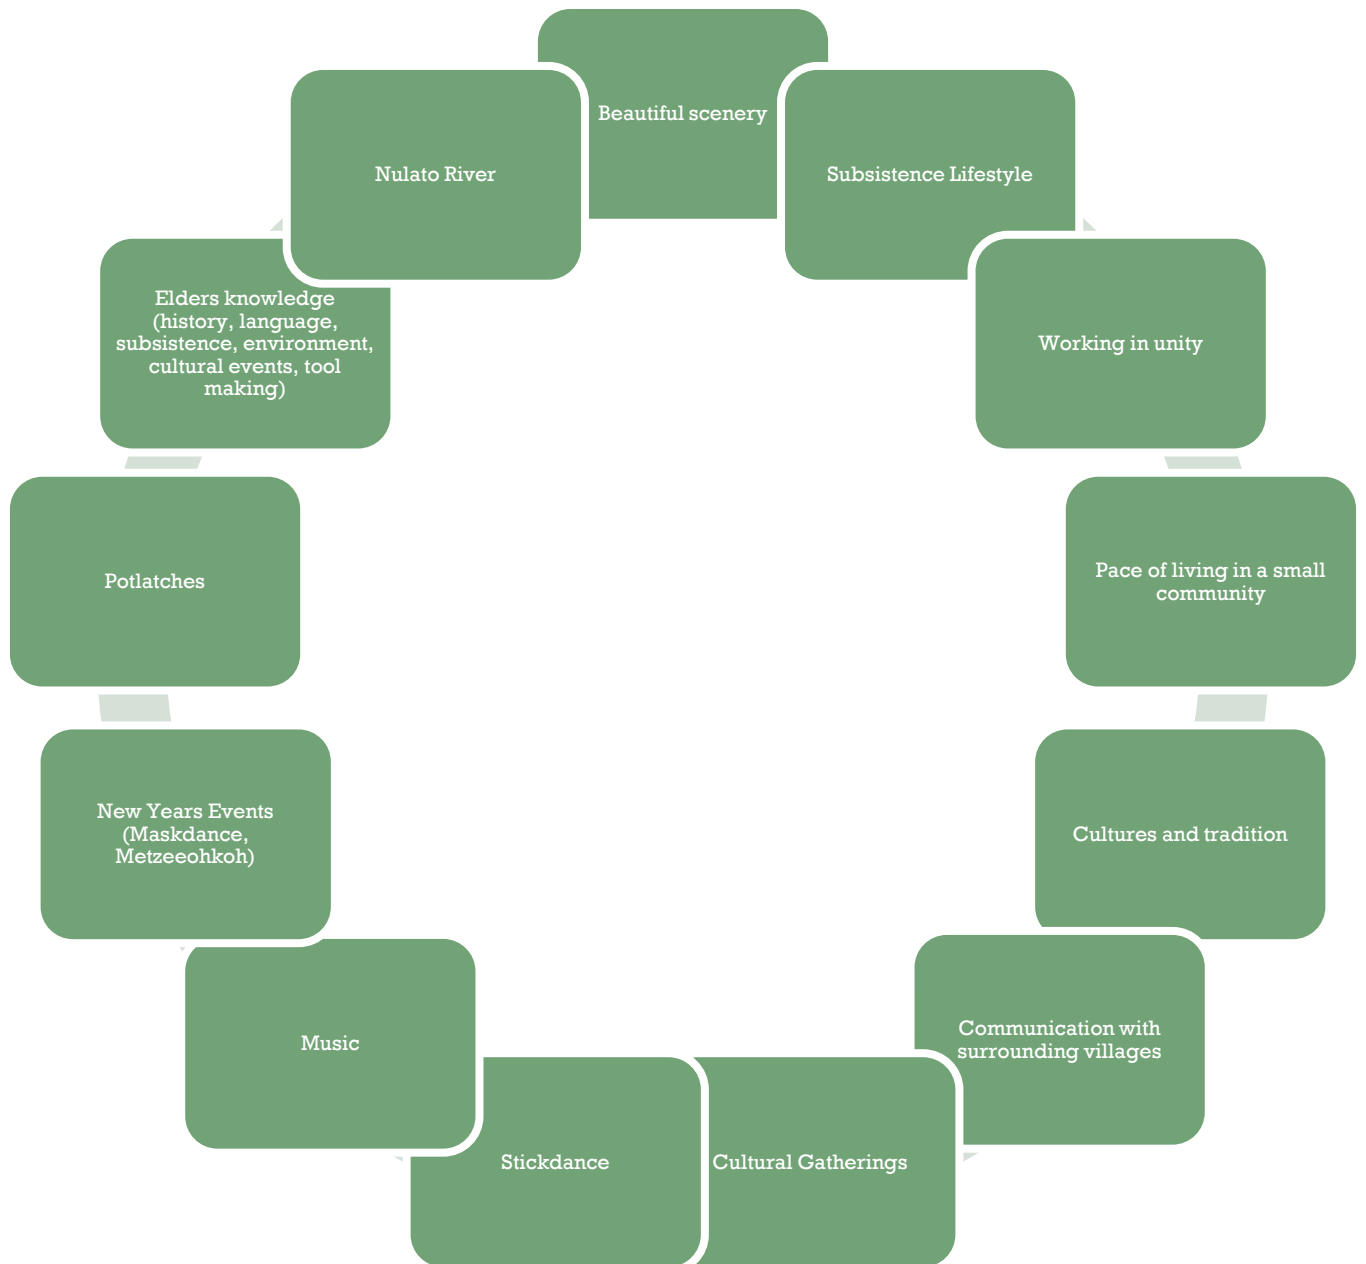 Beautiful scenery
Subsistence Lifestyle
Working in unity
Pace of living in a small
community
Cultures and tradition
Communication with
surrounding villages
Cultural Gatherings
Stickdance
Music
New Years Events
(Maskdance,
Metzeeohkoh)
Potlatches
Elders knowledge
(history, language,
subsistence, environment,
cultural events, tool
making)
Nulato River